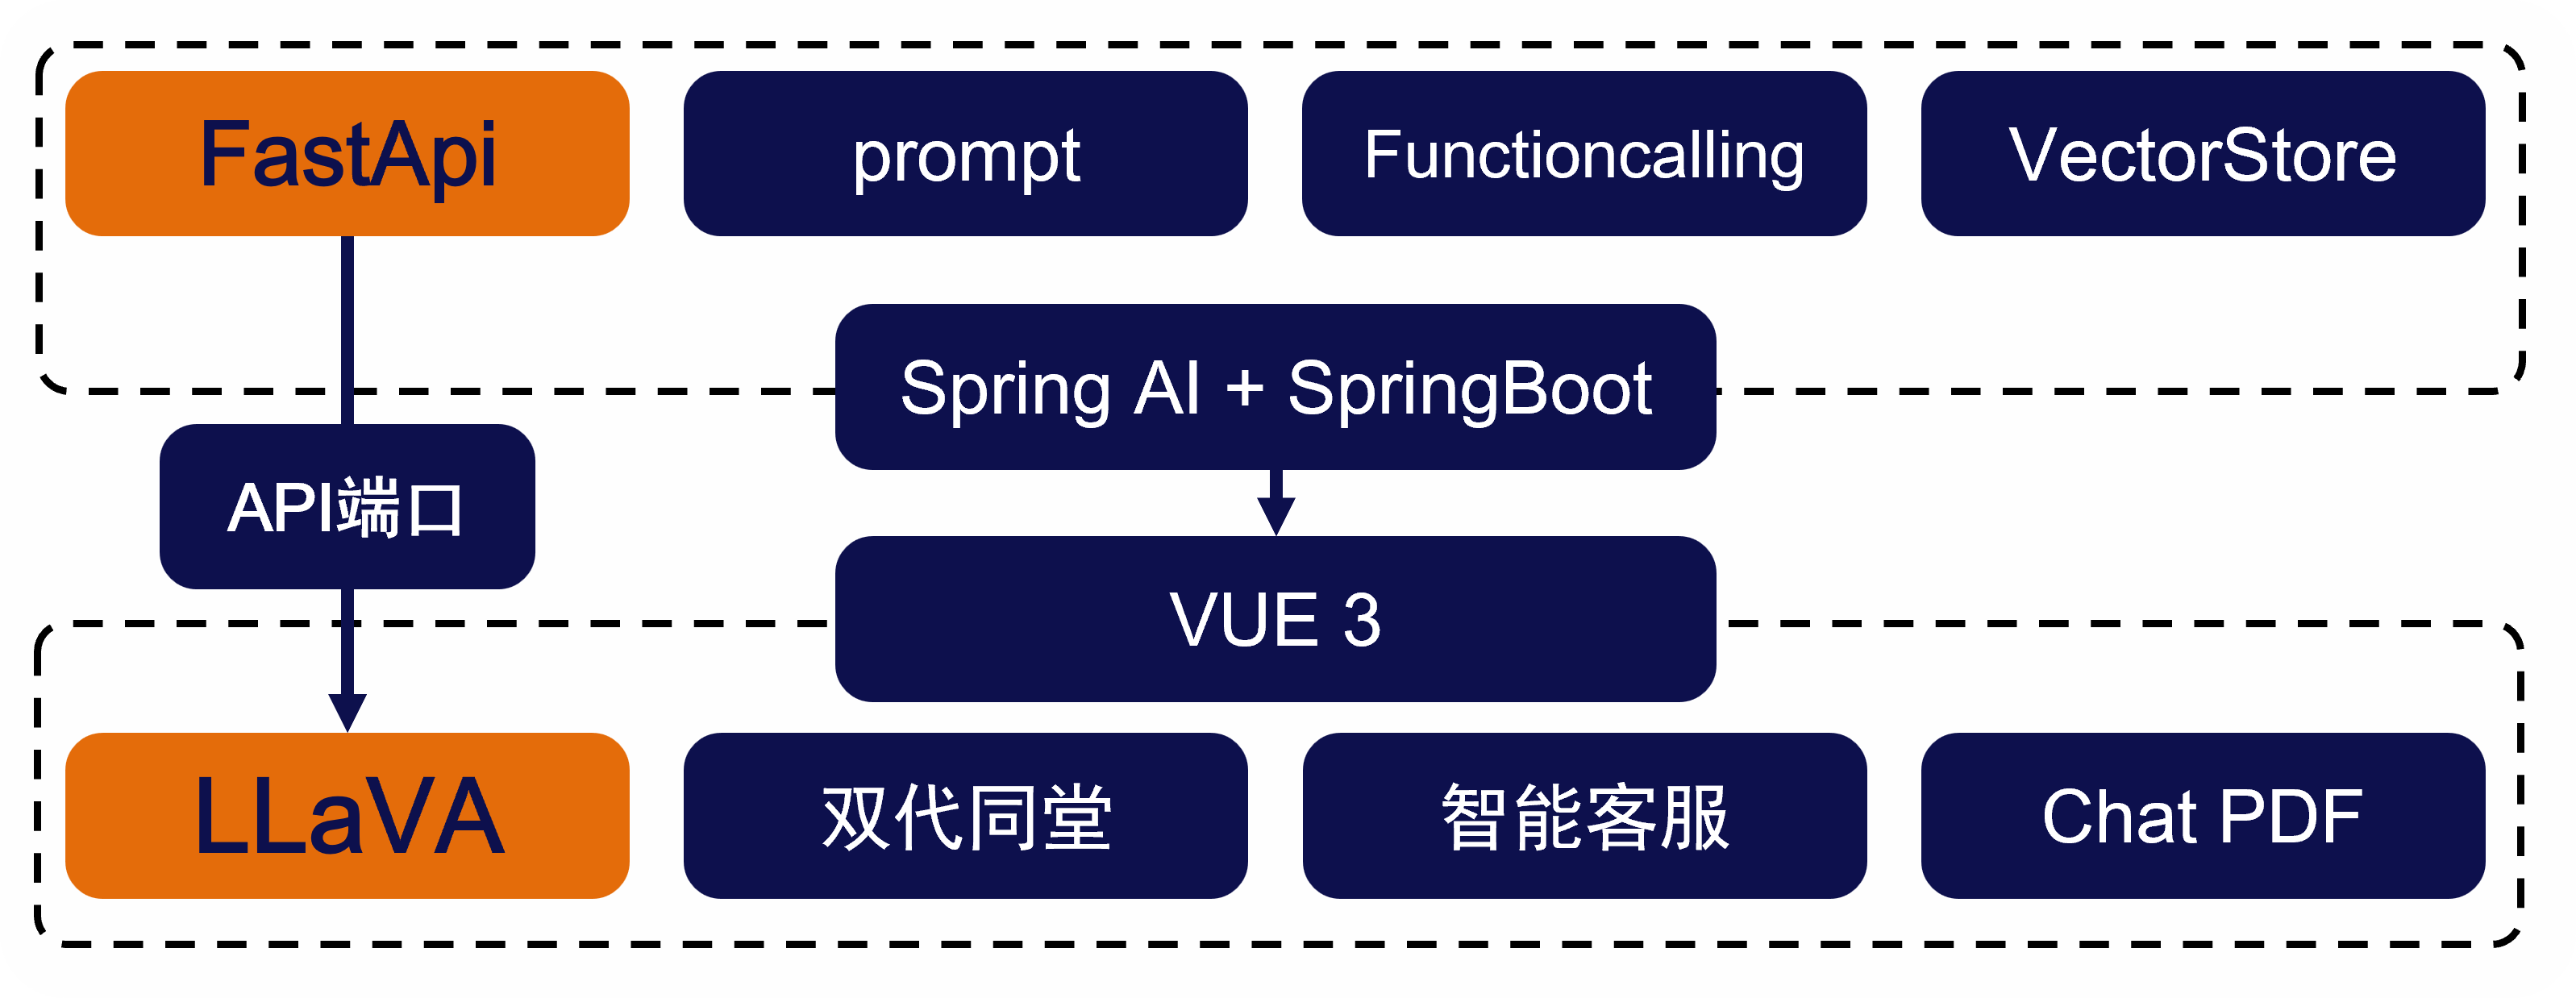 FastApi
prompt
Functioncalling
VectorStore
Spring AI + SpringBoot
API端口
VUE 3
LLaVA
双代同堂
智能客服
Chat PDF